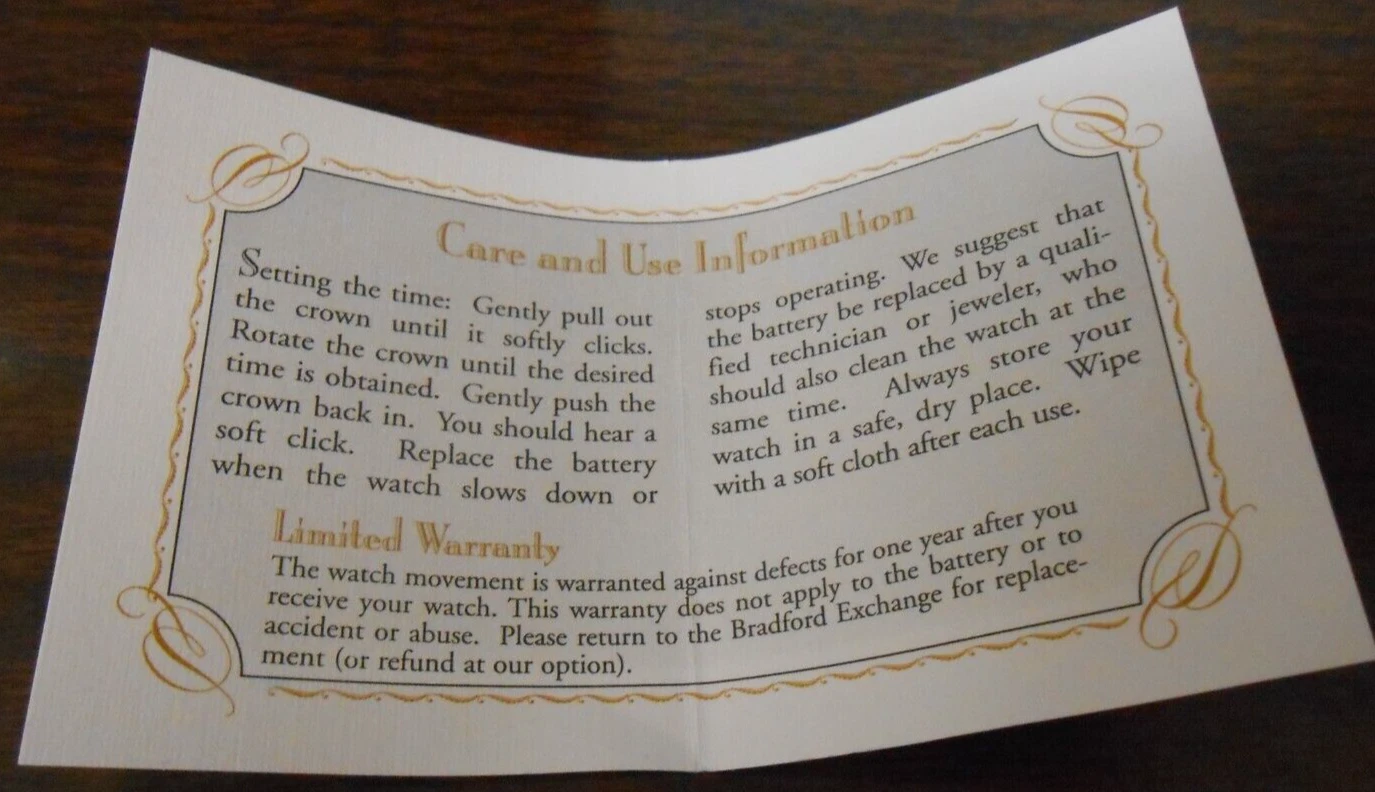 Care and Use Information
Setting the time: Gently pull out
the crown until it softly clicks.
Rotate the crown until the desired
time is obtained. Gently push the
crown back in. You should hear a
soft click. Replace the battery
when the watch slows down or
stops operating. We suggest that
the battery be replaced by a quali-
fied technician or jeweler, who
should also clean the watch at the
same time. Always store your
watch in a safe, dry place. Wipe
with a soft cloth after each use.
Limited Warranty
The watch movement is warranted against defects for one year after you
receive your watch. This warranty does not apply to the battery or to
accident or abuse. Please return to the Bradford Exchange for replace-
ment (or refund at our option).